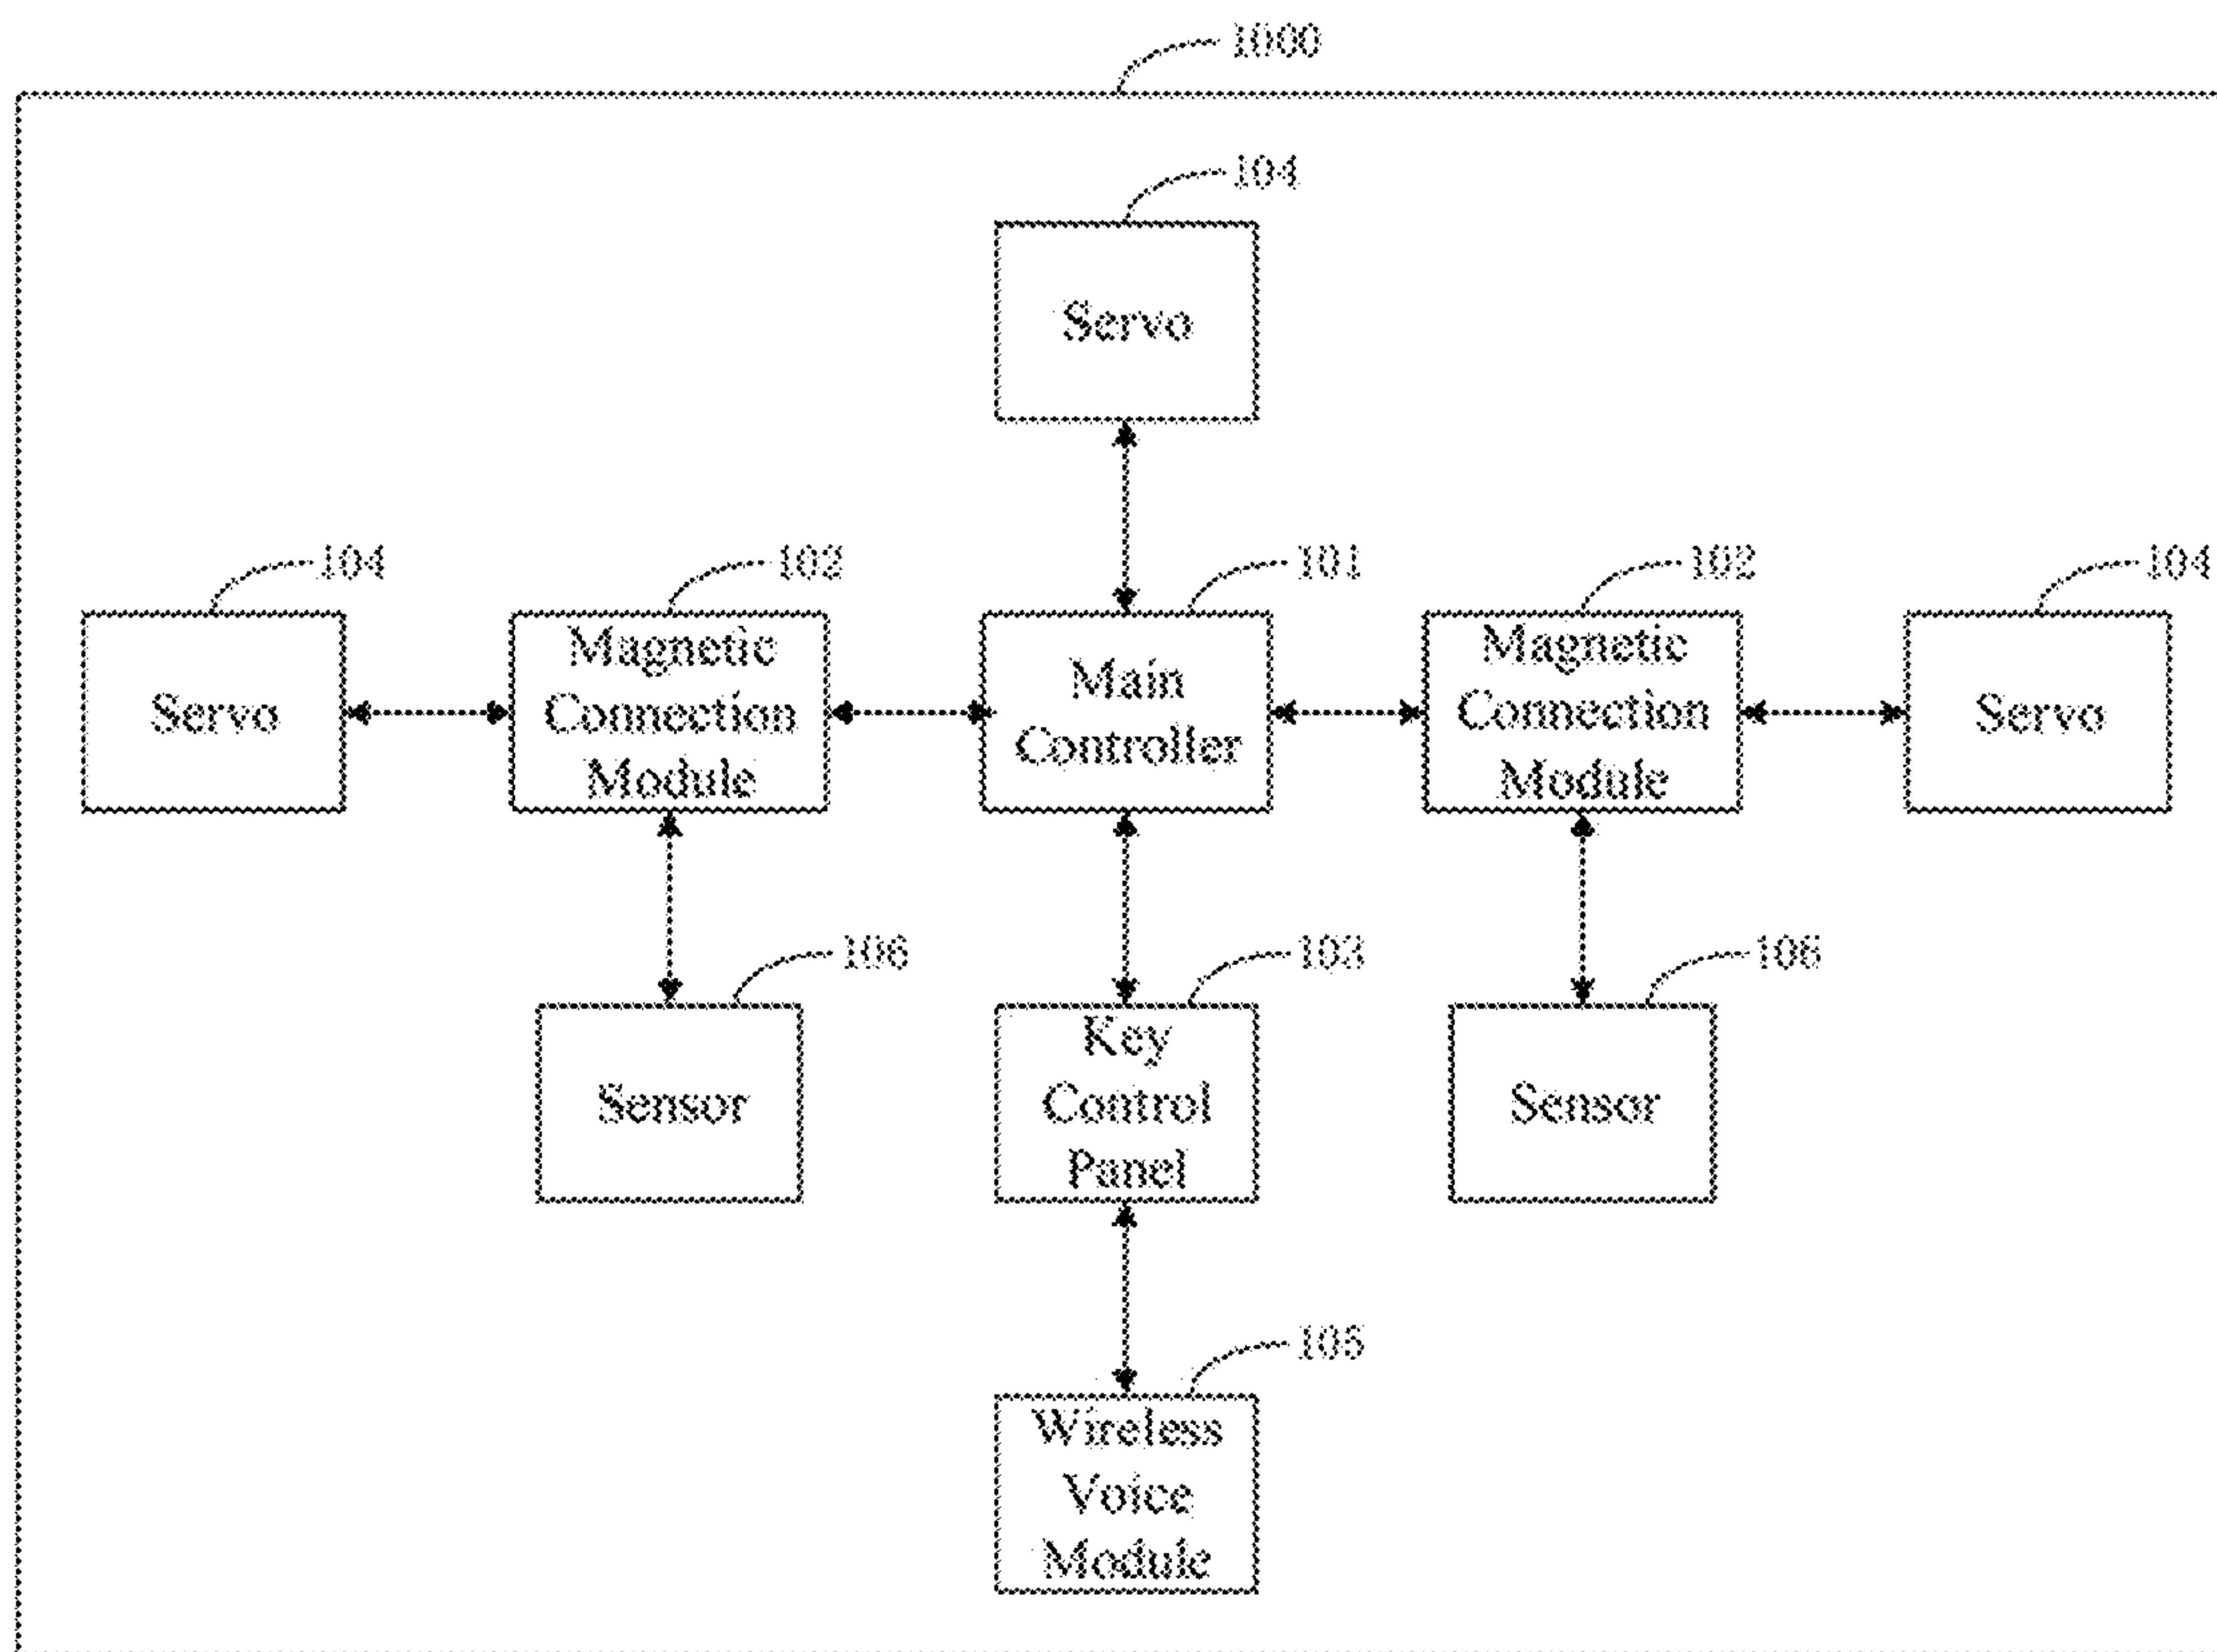 1000
104
Servo
104
102
101
102
104
Servo
Magnetic
Connection
Module
Main
Controller
Magnetic
Connection
Module
Servo
106
103
106
Sensor
Key
Control
Panel
Sensor
105
Wireless
Voice
Module